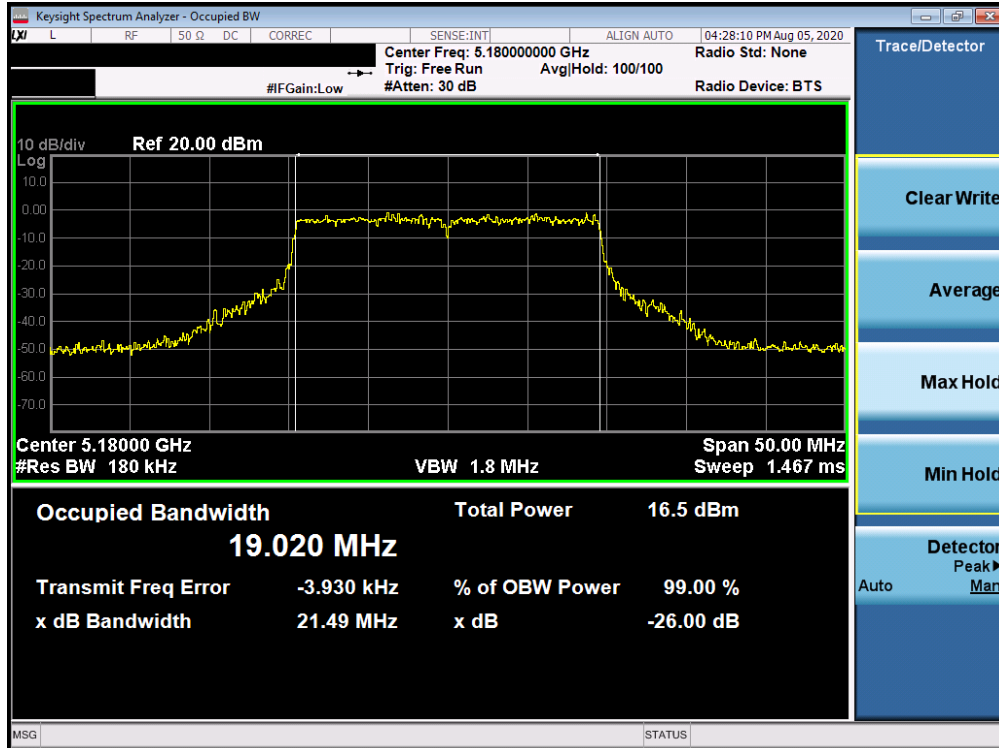 Keysight Spectrum Analyzer - Occupied BW
LXI L RF 50 Ω DC CORREC SENSE:INT ALIGN AUTO 04:28:10 PM Aug 05, 2020
Center Freq: 5.180000000 GHz Radio Std: None
Trig: Free Run Avg|Hold: 100/100
#IFGain:Low #Atten: 30 dB Radio Device: BTS
10 dB/div Ref 20.00 dBm
Log
10.0
0.00
-10.0
-20.0
-30.0
-40.0
-50.0
-60.0
-70.0
Center 5.18000 GHz Span 50.00 MHz
#Res BW 180 kHz VBW 1.8 MHz Sweep 1.467 ms
Occupied Bandwidth Total Power 16.5 dBm
19.020 MHz
Transmit Freq Error -3.930 kHz % of OBW Power 99.00 %
x dB Bandwidth 21.49 MHz x dB -26.00 dB
MSG STATUS
Trace/Detector
Clear Write
Average
Max Hold
Min Hold
Detector
Peak
Auto Man